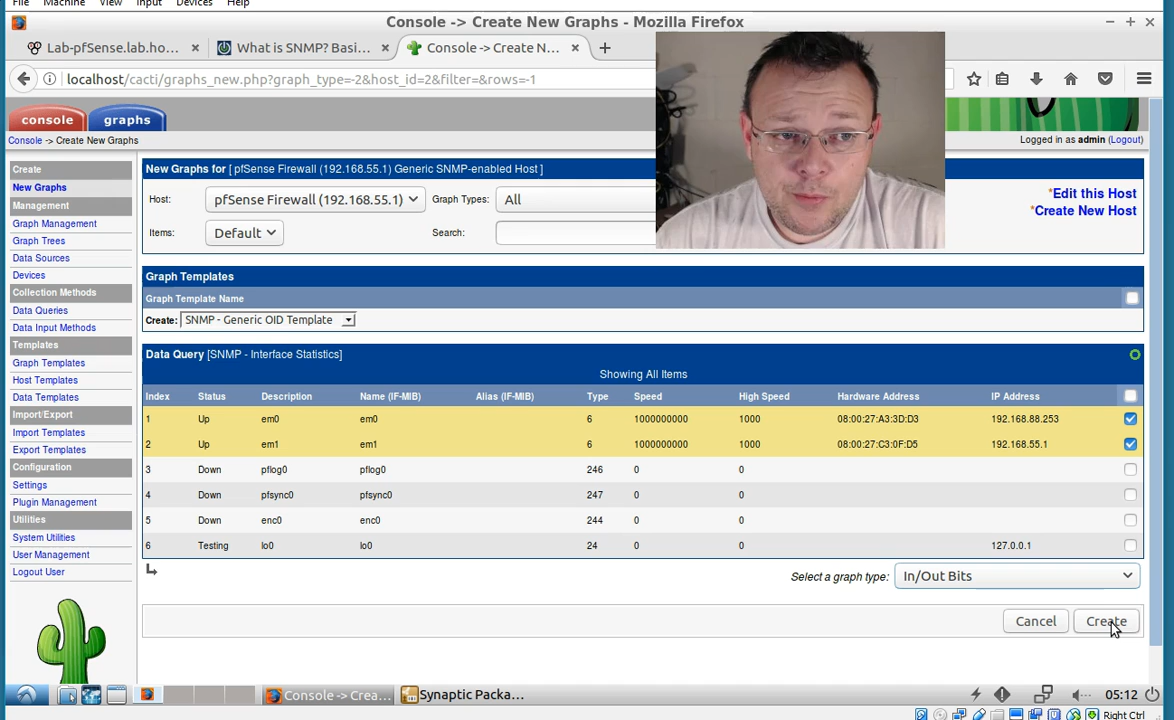 File Machine View Input Devices Help
Console -> Create New Graphs - Mozilla Firefox
Lab-pfSense.lab.ho... × What is SNMP? Basi... × Console -> Create N... × +
localhost/cacti/graphs_new.php?graph_type=-2&host_id=2&filter=&rows=-1
console graphs
Console -> Create New Graphs
Logged in as admin (Logout)
Create
New Graphs
Management
Graph Management
Graph Trees
Data Sources
Devices
Collection Methods
Data Queries
Data Input Methods
Templates
Graph Templates
Host Templates
Data Templates
Import/Export
Import Templates
Export Templates
Configuration
Settings
Plugin Management
Utilities
System Utilities
User Management
Logout User
New Graphs for [ pfSense Firewall (192.168.55.1) Generic SNMP-enabled Host ]
Host: pfSense Firewall (192.168.55.1) Graph Types: All
*Edit this Host
*Create New Host
Items: Default Search:
Graph Templates
Graph Template Name
Create: SNMP - Generic OID Template
Data Query [SNMP - Interface Statistics]
Showing All Items
Index Status Description Name (IF-MIB) Alias (IF-MIB) Type Speed High Speed Hardware Address IP Address
1 Up em0 em0 6 1000000000 1000 08:00:27:A3:3D:D3 192.168.88.253
2 Up em1 em1 6 1000000000 1000 08:00:27:C3:0F:D5 192.168.55.1
3 Down pflog0 pflog0 246 0 0
4 Down pfsync0 pfsync0 247 0 0
5 Down enc0 enc0 244 0 0
6 Testing lo0 lo0 24 0 0 127.0.0.1
Select a graph type: In/Out Bits
Cancel Create
Console -> Crea... Synaptic Packa... 05:12
Right Ctrl